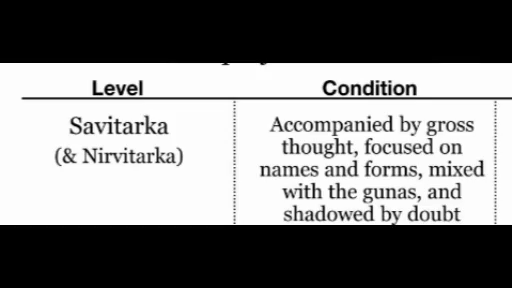 Level
Condition
Savitarka
(& Nirvitarka)
Accompanied by gross
thought, focused on
names and forms, mixed
with the gunas, and
shadowed by doubt